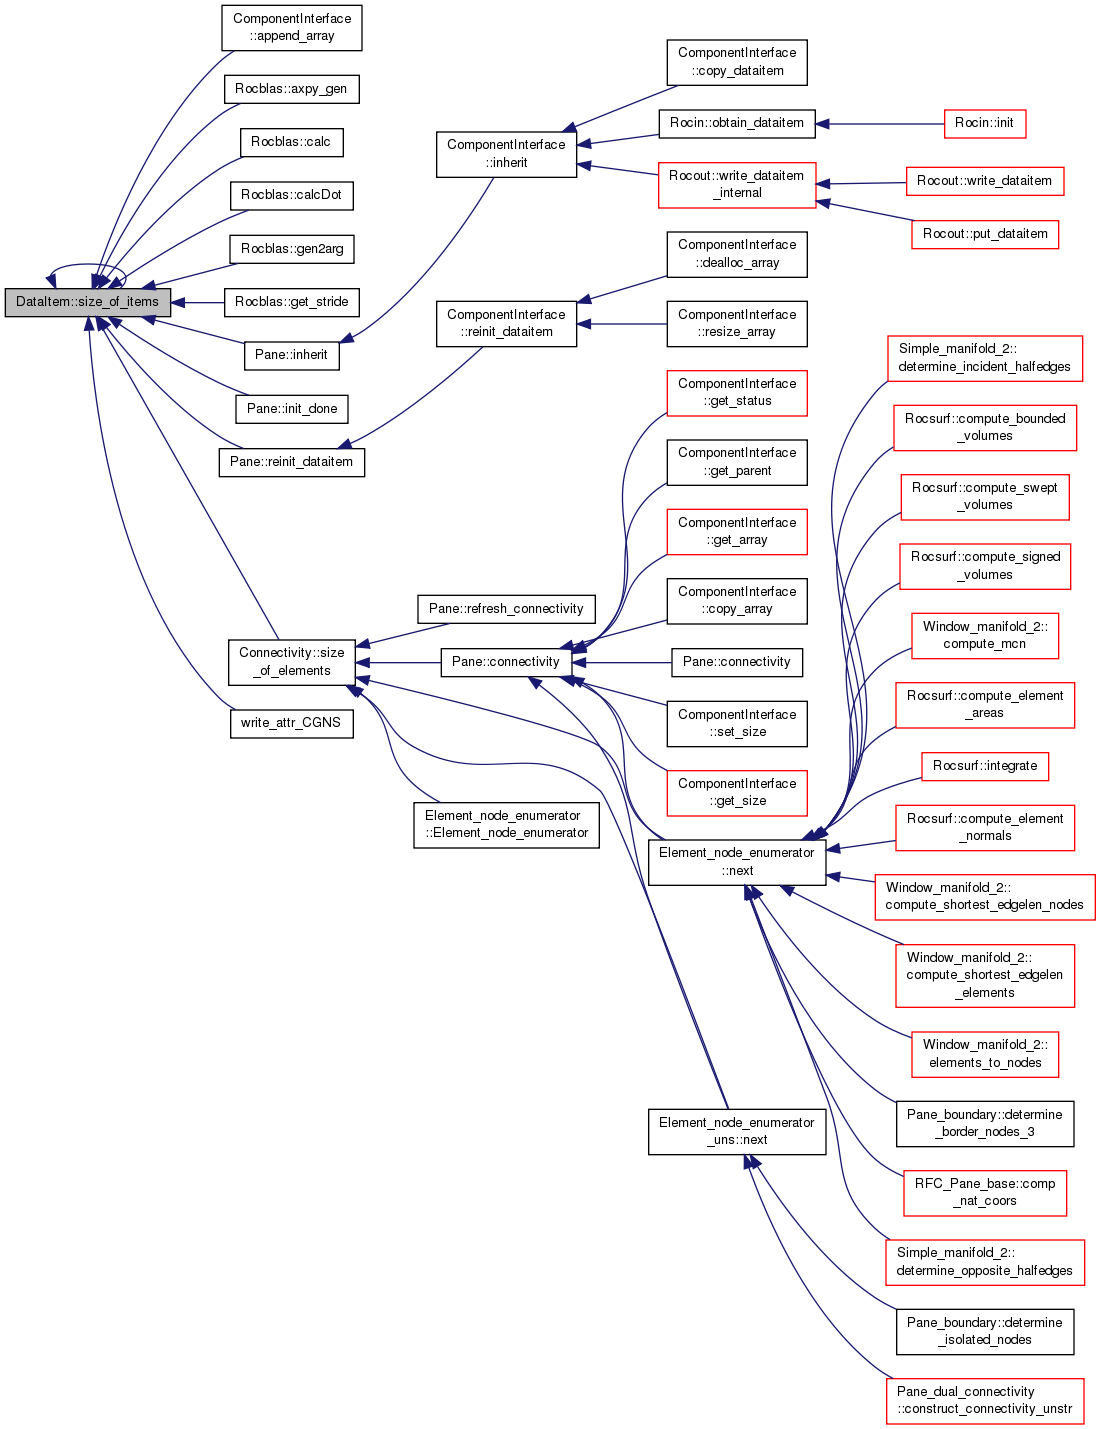 DataItem::size_of_items
ComponentInterface
::append_array
Rocblas::axpy_gen
Rocblas::calc
Rocblas::calcDot
Rocblas::gen2arg
Rocblas::get_stride
Pane::inherit
Pane::init_done
Pane::reinit_dataitem
Connectivity::size
_of_elements
write_attr_CGNS
ComponentInterface
::inherit
ComponentInterface
::reinit_dataitem
Pane::refresh_connectivity
Pane::connectivity
Element_node_enumerator
::Element_node_enumerator
ComponentInterface
::copy_dataitem
Rocin::obtain_dataitem
Rocout::write_dataitem
_internal
ComponentInterface
::dealloc_array
ComponentInterface
::resize_array
ComponentInterface
::get_status
ComponentInterface
::get_parent
ComponentInterface
::get_array
ComponentInterface
::copy_array
Pane::connectivity
ComponentInterface
::set_size
ComponentInterface
::get_size
Element_node_enumerator
::next
Element_node_enumerator
_uns::next
Rocin::init
Rocout::write_dataitem
Rocout::put_dataitem
Simple_manifold_2::
determine_incident_halfedges
Rocsurf::compute_bounded
_volumes
Rocsurf::compute_swept
_volumes
Rocsurf::compute_signed
_volumes
Window_manifold_2::
compute_mcn
Rocsurf::compute_element
_areas
Rocsurf::integrate
Rocsurf::compute_element
_normals
Window_manifold_2::
compute_shortest_edgelen_nodes
Window_manifold_2::
compute_shortest_edgelen
_elements
Window_manifold_2::
elements_to_nodes
Pane_boundary::determine
_border_nodes_3
RFC_Pane_base::comp
_nat_coors
Simple_manifold_2::
determine_opposite_halfedges
Pane_boundary::determine
_isolated_nodes
Pane_dual_connectivity
::construct_connectivity_unstr